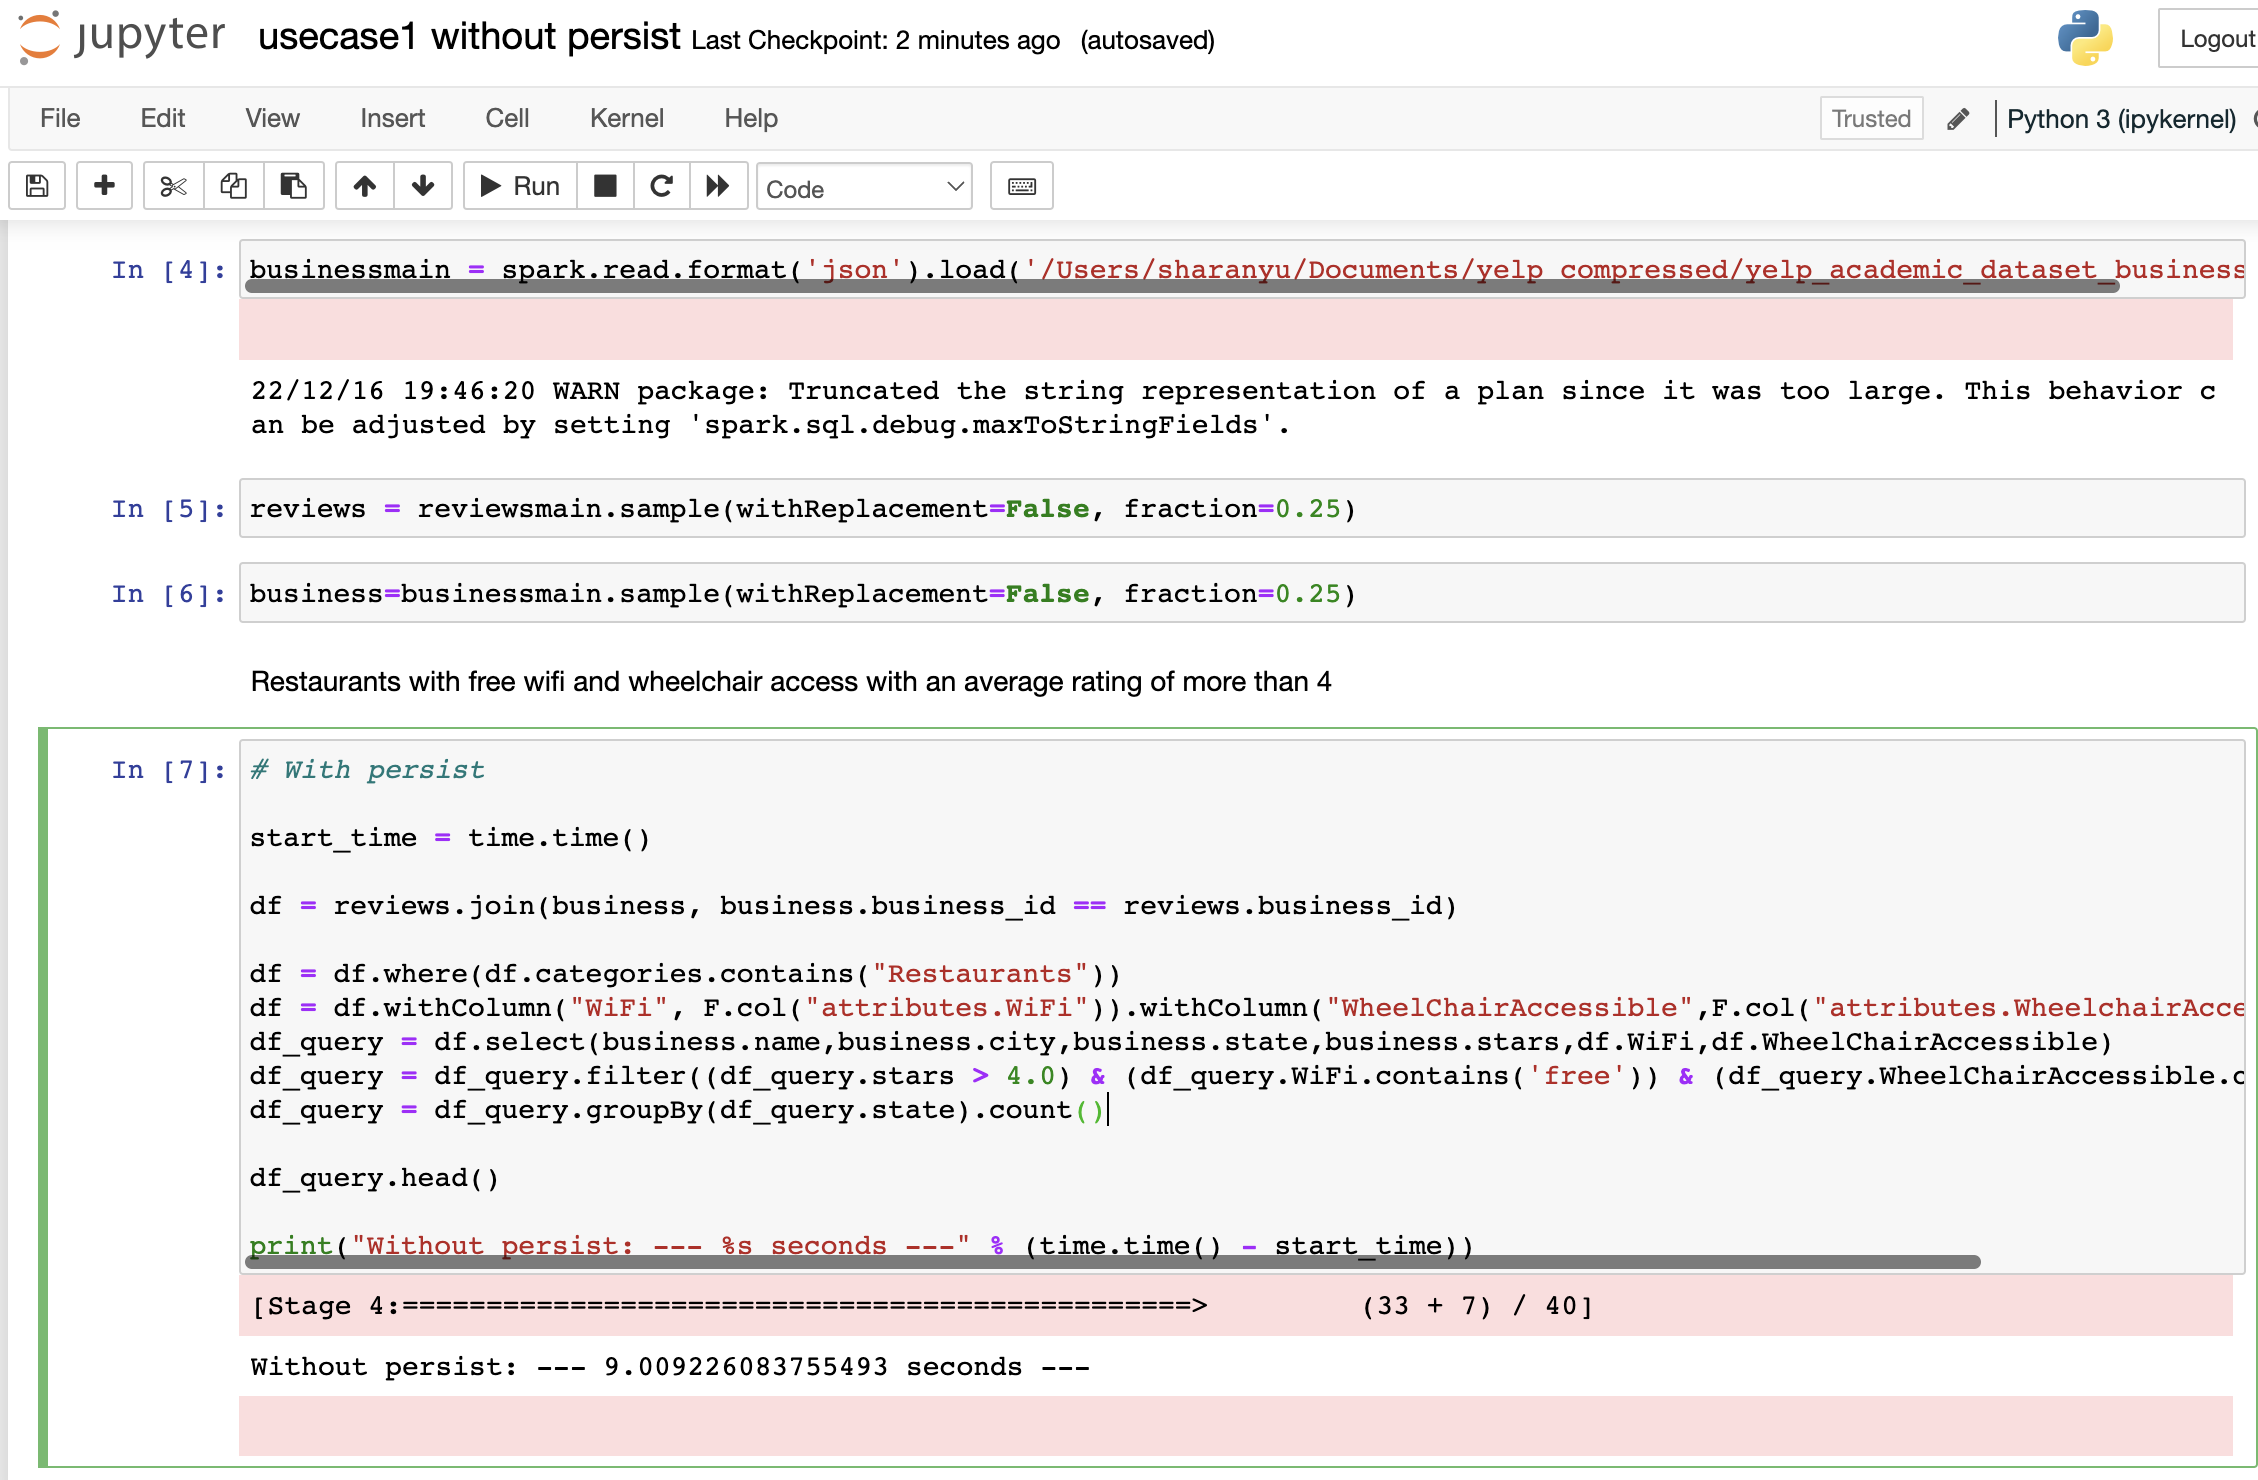 jupyter usecase1 without persist Last Checkpoint: 2 minutes ago (autosaved) Logout
File Edit View Insert Cell Kernel Help Trusted Python 3 (ipykernel)
Run Code
In [4]: businessmain = spark.read.format('json').load('/Users/sharanyu/Documents/yelp_compressed/yelp_academic_dataset_business
22/12/16 19:46:20 WARN package: Truncated the string representation of a plan since it was too large. This behavior c
an be adjusted by setting 'spark.sql.debug.maxToStringFields'.
In [5]: reviews = reviewsmain.sample(withReplacement=False, fraction=0.25)
In [6]: business=businessmain.sample(withReplacement=False, fraction=0.25)
Restaurants with free wifi and wheelchair access with an average rating of more than 4
In [7]: # With persist
start_time = time.time()
df = reviews.join(business, business.business_id == reviews.business_id)
df = df.where(df.categories.contains("Restaurants"))
df = df.withColumn("WiFi", F.col("attributes.WiFi")).withColumn("WheelChairAccessible",F.col("attributes.WheelchairAcce
df_query = df.select(business.name,business.city,business.state,business.stars,df.WiFi,df.WheelChairAccessible)
df_query = df_query.filter((df_query.stars > 4.0) & (df_query.WiFi.contains('free')) & (df_query.WheelChairAccessible.c
df_query = df_query.groupBy(df_query.state).count()
df_query.head()
print("Without persist: --- %s seconds ---" % (time.time() - start_time))
[Stage 4:===============================================> (33 + 7) / 40]
Without persist: --- 9.009226083755493 seconds ---